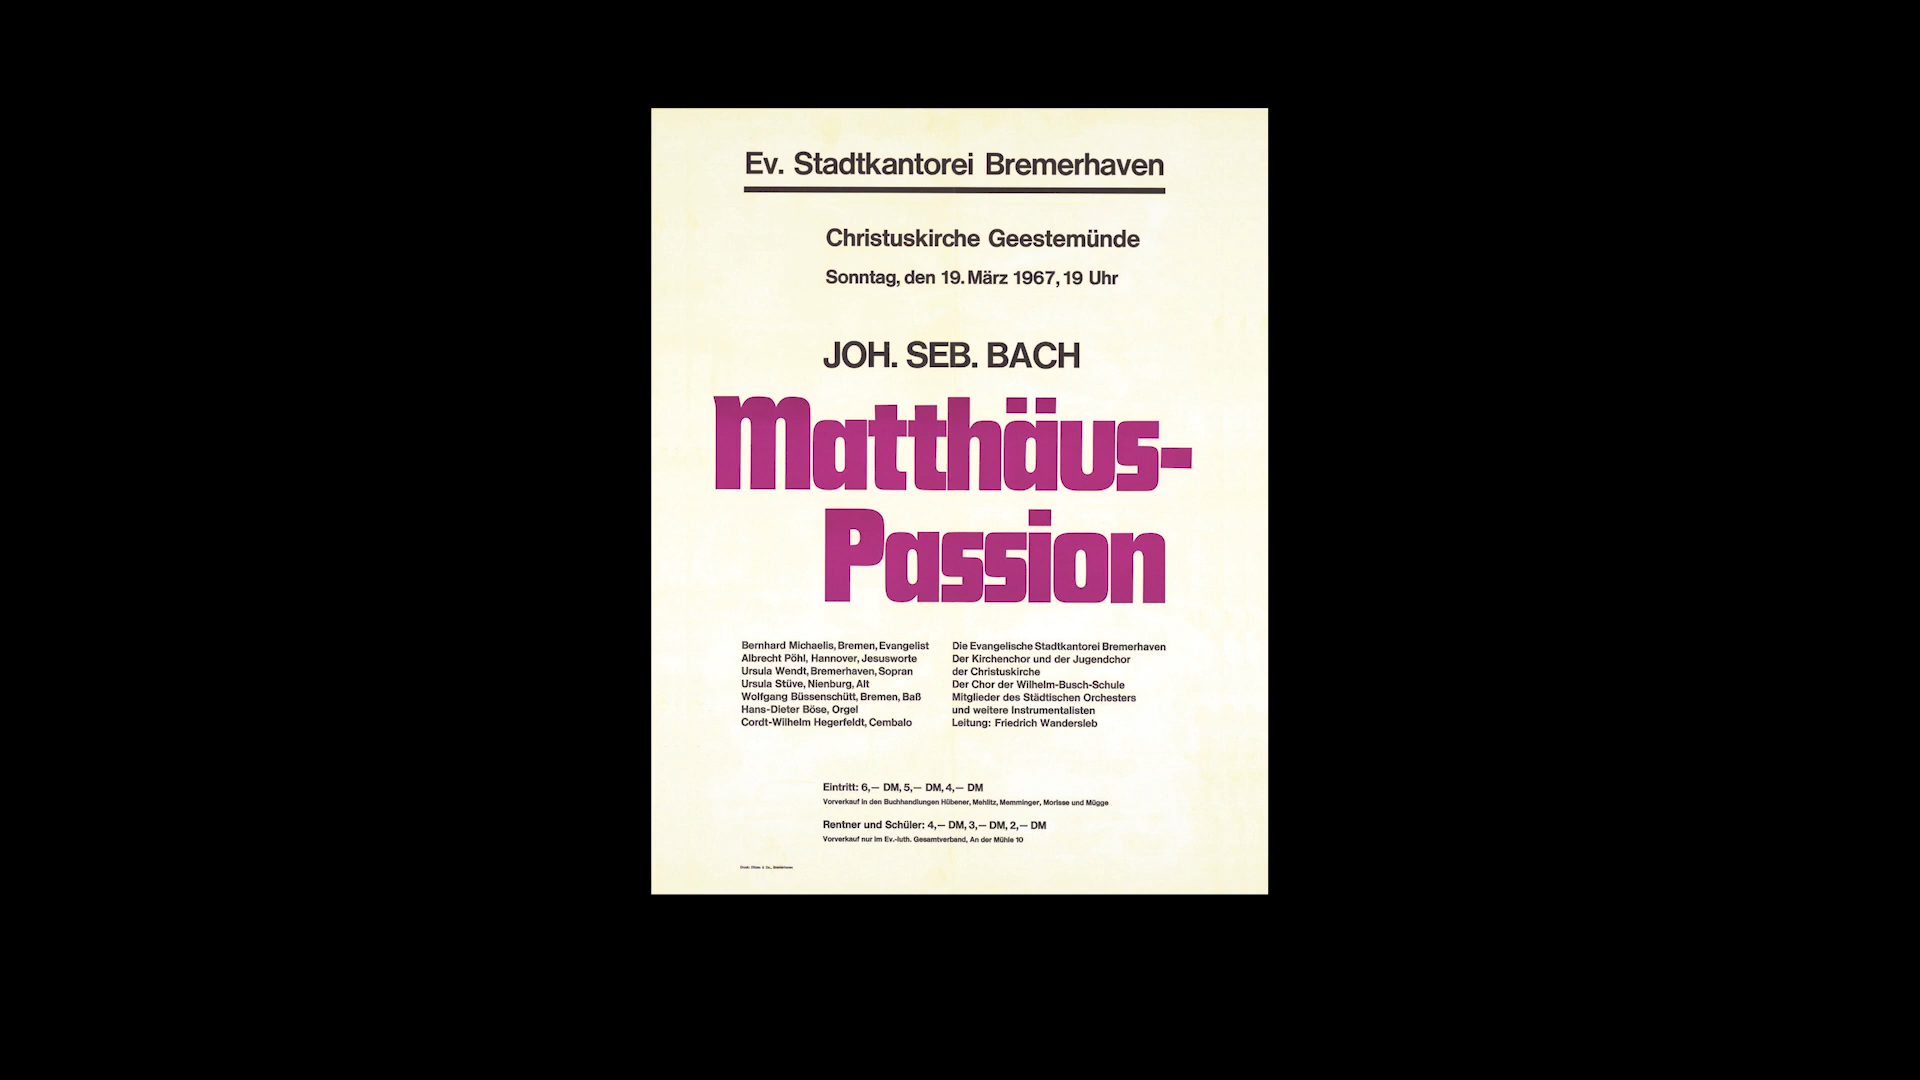 Ev. Stadtkantorei Bremerhaven
Christuskirche Geestemünde
Sonntag, den 19. März 1967, 19 Uhr
JOH. SEB. BACH
Matthäus-
Passion
Bernhard Michaelis, Bremen, Evangelist
Albrecht Pöhl, Hannover, Jesusworte
Ursula Wendt, Bremerhaven, Sopran
Ursula Stüve, Nienburg, Alt
Wolfgang Büssenschütt, Bremen, Baß
Hans-Dieter Böse, Orgel
Cordt-Wilhelm Hegerfeldt, Cembalo
Die Evangelische Stadtkantorei Bremerhaven
Der Kirchenchor und der Jugendchor
der Christuskirche
Der Chor der Wilhelm-Busch-Schule
Mitglieder des Städtischen Orchesters
und weitere Instrumentalisten
Leitung: Friedrich Wandersleb
Eintritt: 6,— DM, 5,— DM, 4,— DM
Vorverkauf in den Buchhandlungen Hübener, Mehlitz, Memminger, Morisse und Mügge
Rentner und Schüler: 4,— DM, 3,— DM, 2,— DM
Vorverkauf nur im Ev.-luth. Gesamtverband, An der Mühle 10
Druck: & Co., Bremerhaven